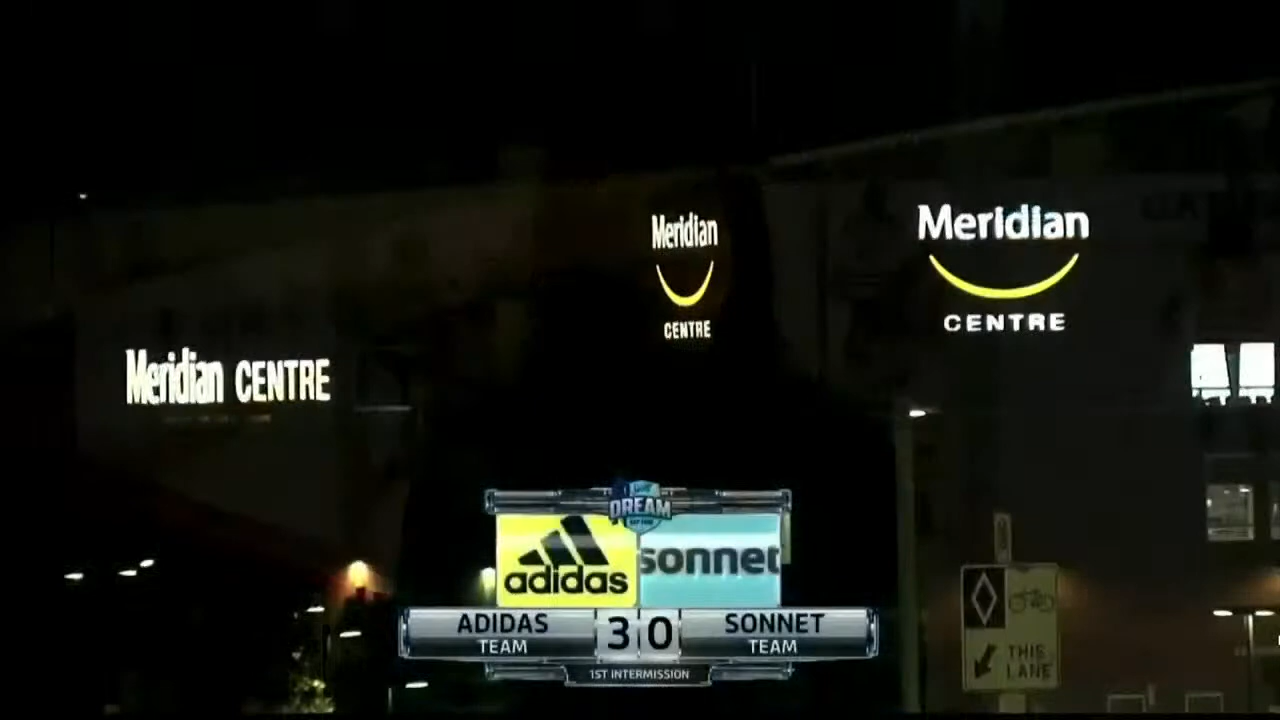 Meridian
CENTRE
Meridian
CENTRE
Meridian CENTRE
DREAM
adidas
sonnet
ADIDAS
TEAM
3 0
SONNET
TEAM
1ST INTERMISSION
THIS
LANE